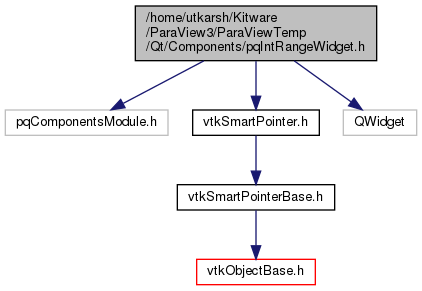 /home/utkarsh/Kitware
/ParaView3/ParaViewTemp
/Qt/Components/pqIntRangeWidget.h
pqComponentsModule.h
vtkSmartPointer.h
QWidget
vtkSmartPointerBase.h
vtkObjectBase.h